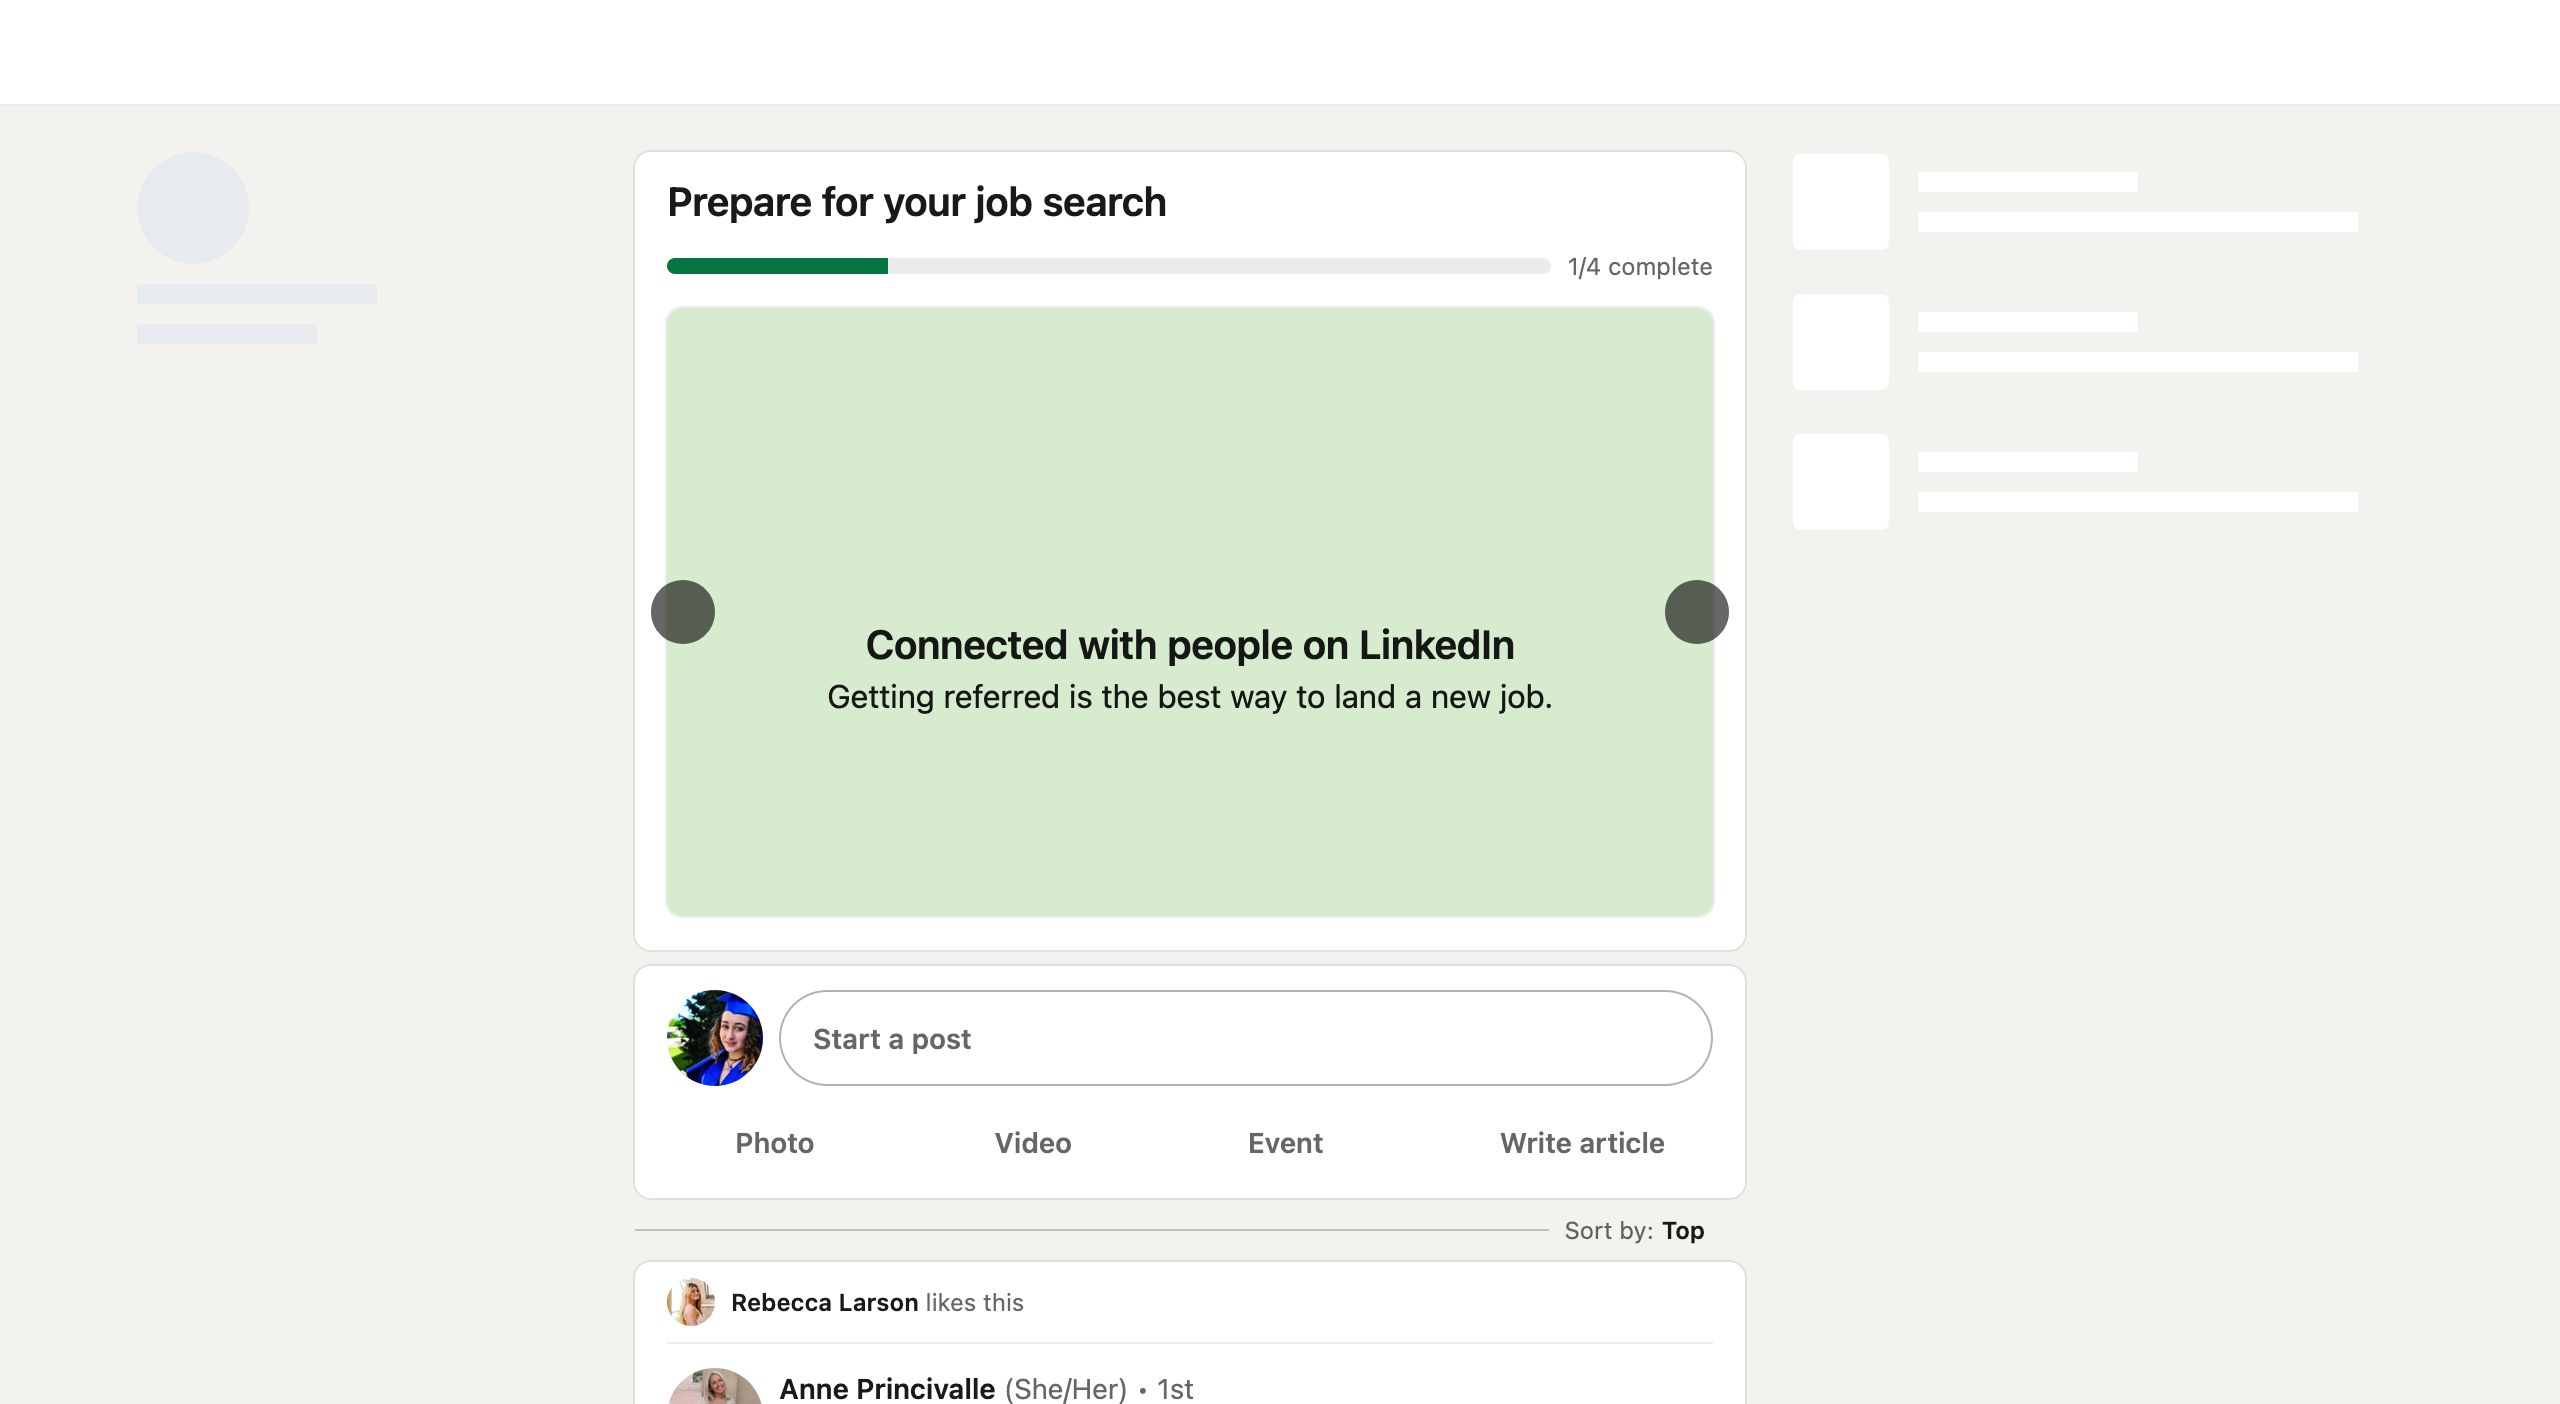 Prepare for your job search
1/4 complete
Connected with people on LinkedIn
Getting referred is the best way to land a new job.
Start a post
Photo
Video
Event
Write article
Sort by: Top
Rebecca Larson likes this
Anne Princivalle (She/Her) • 1st